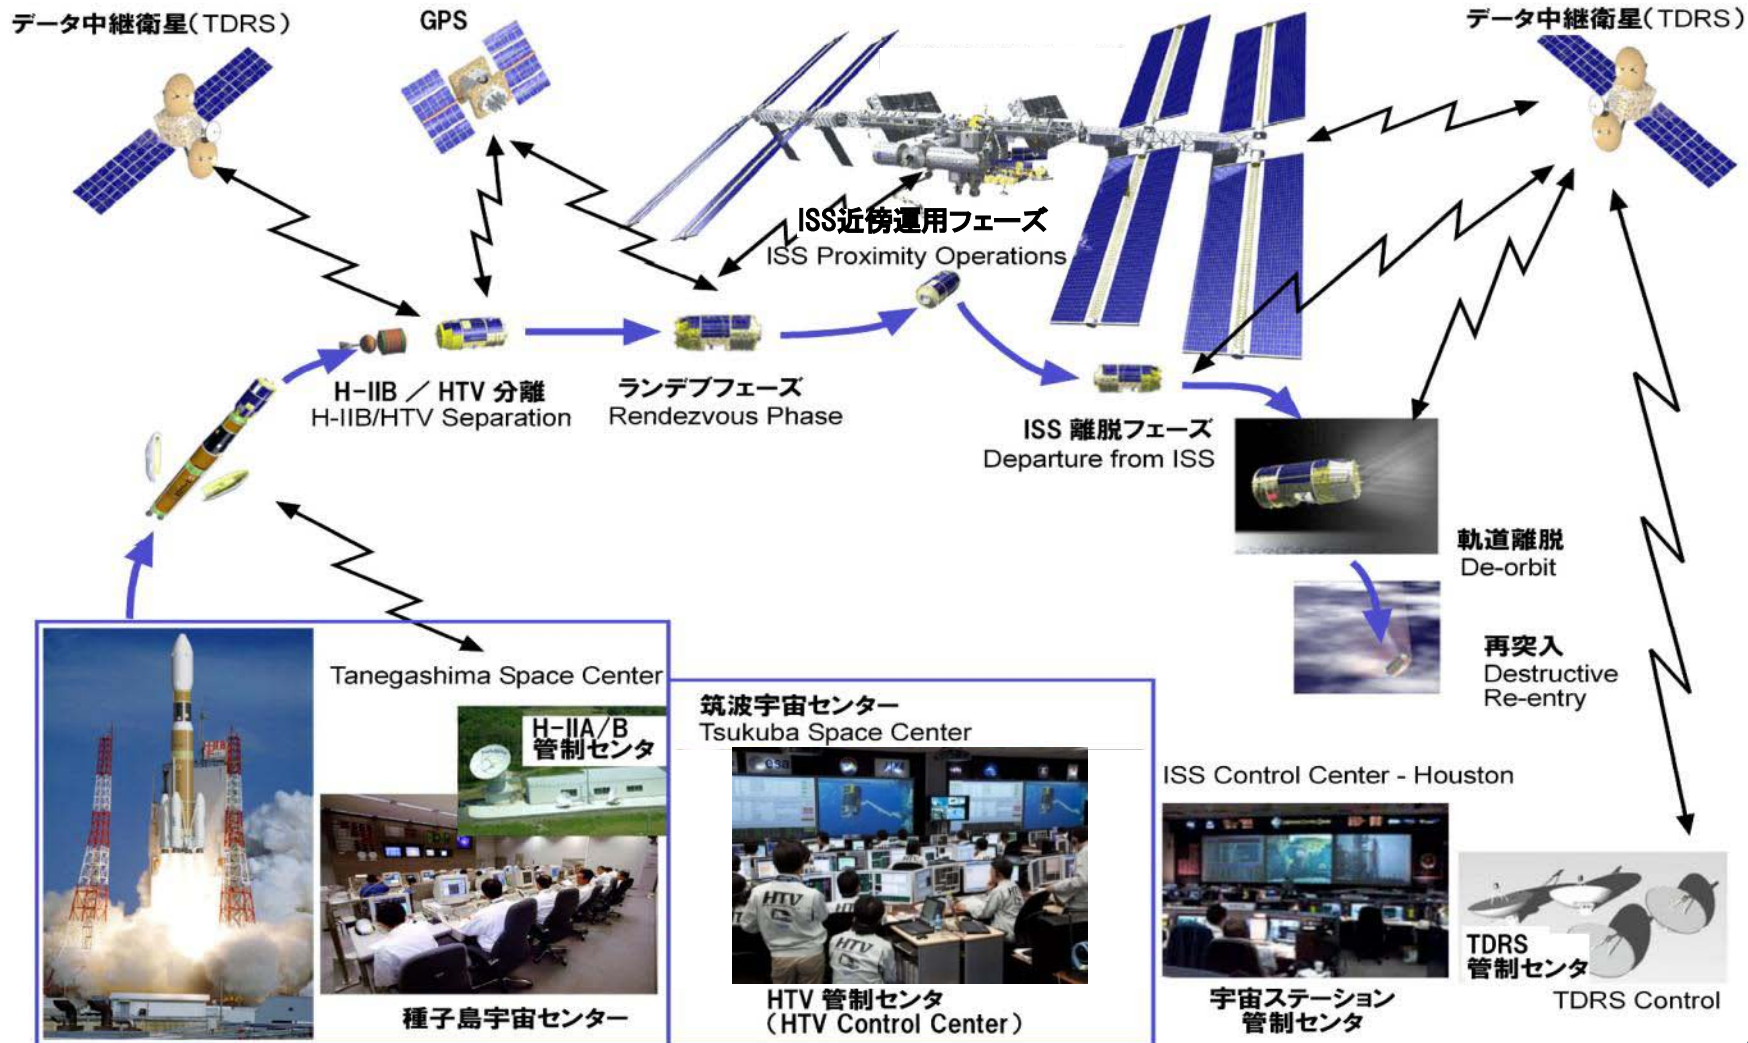 データ中継衛星(TDRS)
GPS
データ中継衛星(TDRS)
ISS近傍運用フェーズ
ISS Proximity Operations
H-IIB / HTV 分離
H-IIB/HTV Separation
ランデブフェーズ
Rendezvous Phase
ISS 離脱フェーズ
Departure from ISS
軌道離脱
De-orbit
再突入
Destructive
Re-entry
Tanegashima Space Center
H-IIA/B
管制センタ
種子島宇宙センター
筑波宇宙センター
Tsukuba Space Center
esa
HTV
HTV
HTV 管制センタ
(HTV Control Center)
ISS Control Center - Houston
宇宙ステーション
管制センタ
TDRS
管制センタ
TDRS Control